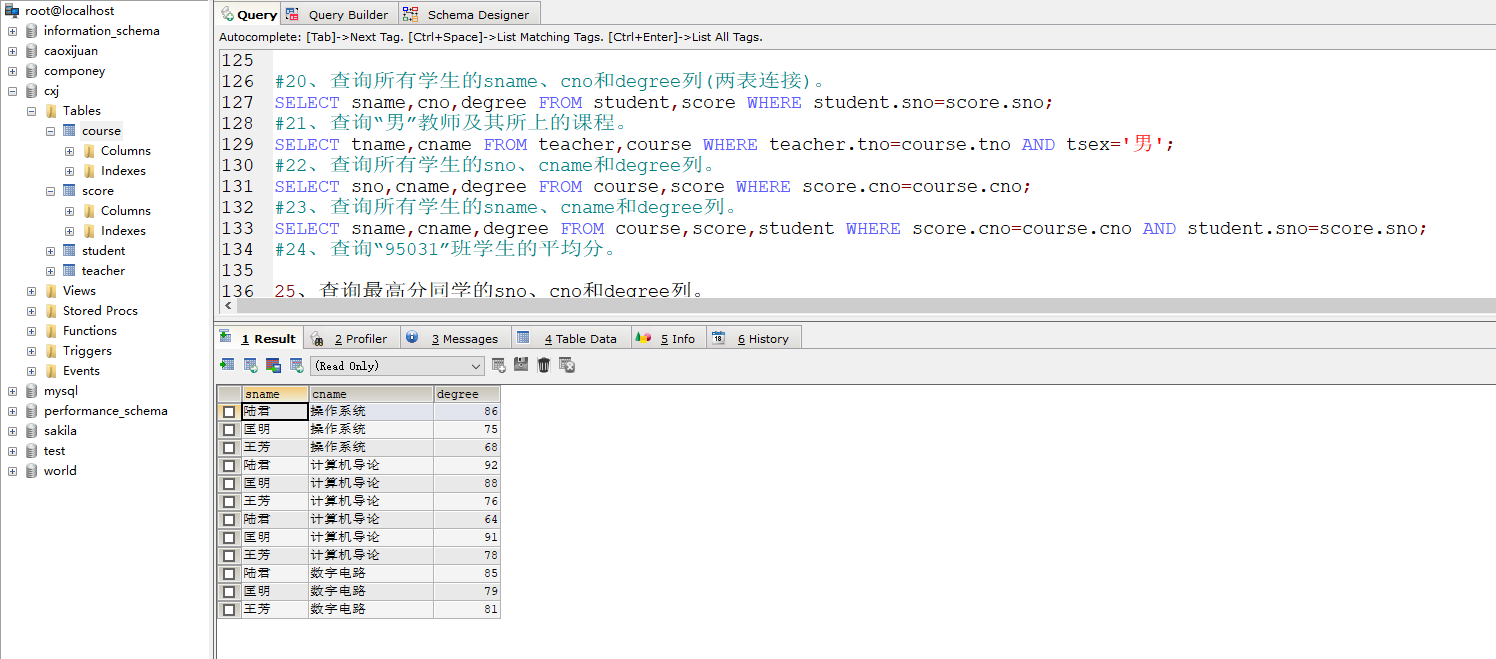 root@localhost
information_schema
caoxijuan
componey
cxj
Tables
course
Columns
Indexes
score
Columns
Indexes
student
teacher
Views
Stored Procs
Functions
Triggers
Events
mysql
performance_schema
sakila
test
world
Query Query Builder Schema Designer
Autocomplete: [Tab]->Next Tag. [Ctrl+Space]->List Matching Tags. [Ctrl+Enter]->List All Tags.
125
126 #20、查询所有学生的sname、cno和degree列(两表连接)。
127 SELECT sname,cno,degree FROM student,score WHERE student.sno=score.sno;
128 #21、查询“男”教师及其所上的课程。
129 SELECT tname,cname FROM teacher,course WHERE teacher.tno=course.tno AND tsex='男';
130 #22、查询所有学生的sno、cname和degree列。
131 SELECT sno,cname,degree FROM course,score WHERE score.cno=course.cno;
132 #23、查询所有学生的sname、cname和degree列。
133 SELECT sname,cname,degree FROM course,score,student WHERE score.cno=course.cno AND student.sno=score.sno;
134 #24、查询“95031”班学生的平均分。
135
136 25、查询最高分同学的sno、cno和degree列。
1 Result 2 Profiler 3 Messages 4 Table Data 5 Info 18 6 History
(Read Only)
sname cname degree
陆君 操作系统 86
匡明 操作系统 75
王芳 操作系统 68
陆君 计算机导论 92
匡明 计算机导论 88
王芳 计算机导论 76
陆君 计算机导论 64
匡明 计算机导论 91
王芳 计算机导论 78
陆君 数字电路 85
匡明 数字电路 79
王芳 数字电路 81